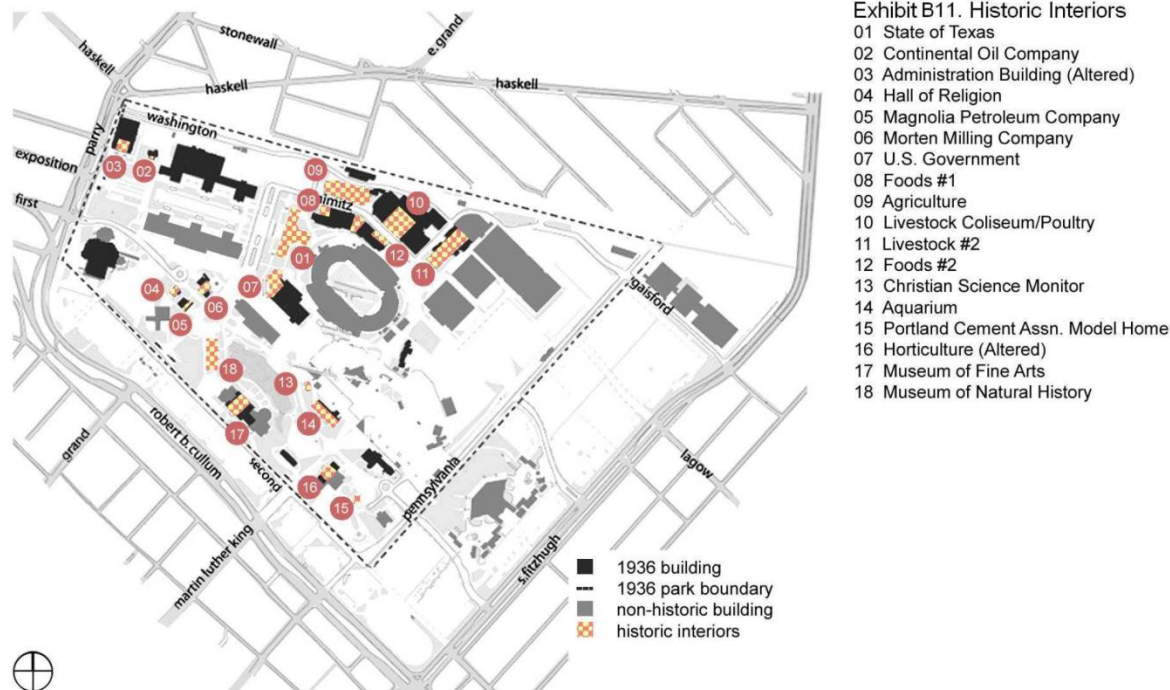 Exhibit B11. Historic Interiors
01 State of Texas
02 Continental Oil Company
03 Administration Building (Altered)
04 Hall of Religion
05 Magnolia Petroleum Company
06 Morten Milling Company
07 U.S. Government
08 Foods #1
09 Agriculture
10 Livestock Coliseum/Poultry
11 Livestock #2
12 Foods #2
13 Christian Science Monitor
14 Aquarium
15 Portland Cement Assn. Model Home
16 Horticulture (Altered)
17 Museum of Fine Arts
18 Museum of Natural History
stonewall
e. grand
haskell
haskell
haskell
washington
parry
exposition
first
03
02
09
08
nimitz
10
01
12
11
07
04
06
05
gaisford
18
13
17
14
16
15
robert b. cullum
second
grand
pennsylvania
lagow
martin luther king
s.fitzhugh
1936 building
1936 park boundary
non-historic building
historic interiors